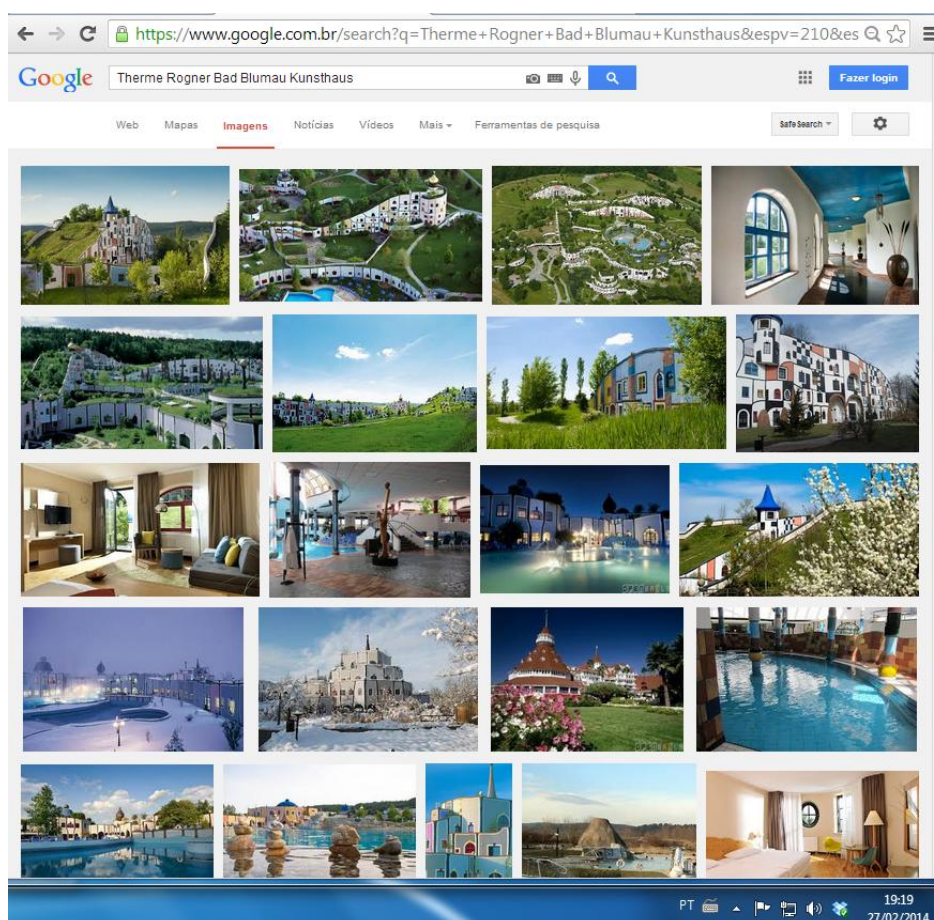 https://www.google.com.br/search?q=Therme+Rogner+Bad+Blumau+Kunsthaus&espv=210&es
Google Therme Rogner Bad Blumau Kunsthaus Fazer login
Web Mapas Imagens Notícias Vídeos Mais Ferramentas de pesquisa SafeSearch
PT 19:19
27/02/2014